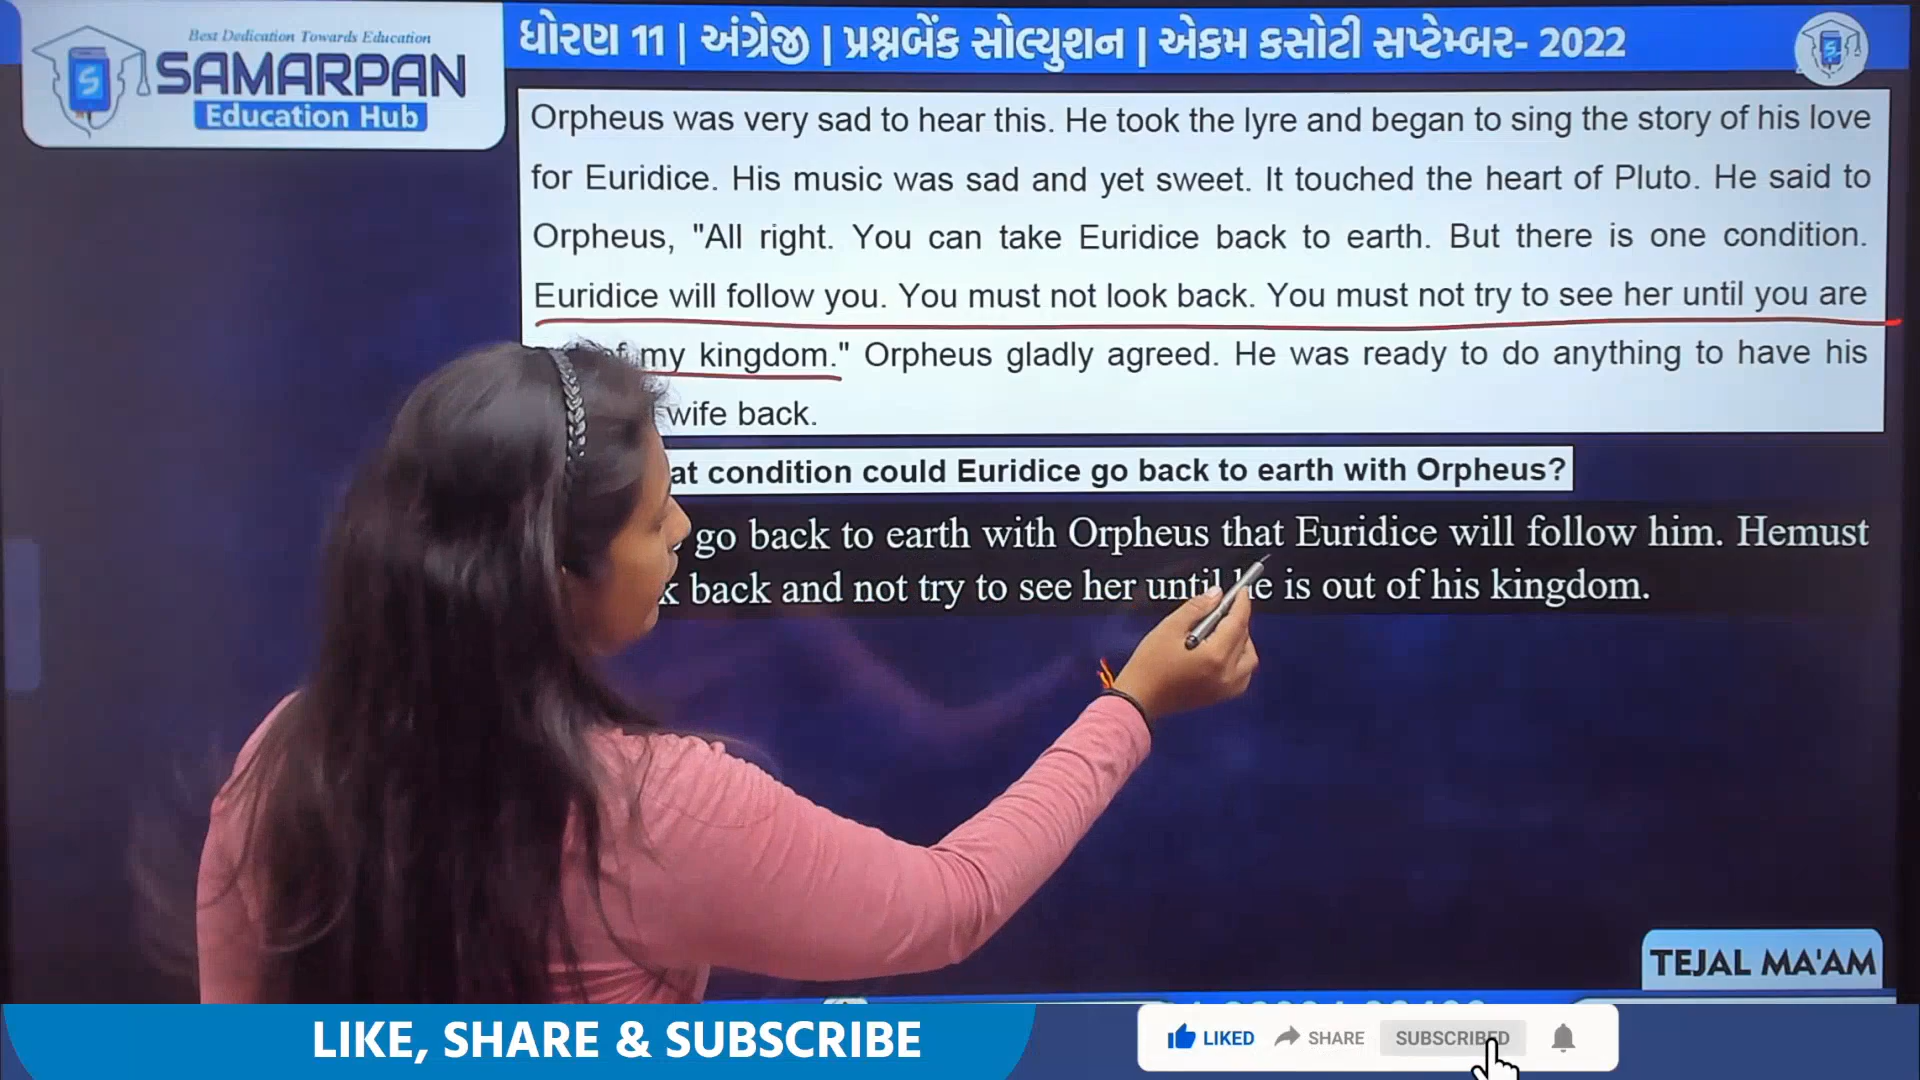 Best Dedication Towards Education
SAMARPAN
Education Hub
ધોરણ 11 | અંગ્રેજી | પ્રશ્નબેંક સોલ્યુશન | એકમ કસોટી સપ્ટેમ્બર- 2022
Orpheus was very sad to hear this. He took the lyre and began to sing the story of his love
for Euridice. His music was sad and yet sweet. It touched the heart of Pluto. He said to
Orpheus, "All right. You can take Euridice back to earth. But there is one condition.
Euridice will follow you. You must not look back. You must not try to see her until you are
my kingdom." Orpheus gladly agreed. He was ready to do anything to have his
wife back.
condition could Euridice go back to earth with Orpheus?
go back to earth with Orpheus that Euridice will follow him. Hemust
back and not try to see her until he is out of his kingdom.
TEJAL MA'AM
LIKE, SHARE & SUBSCRIBE
LIKED SHARE SUBSCRIBED